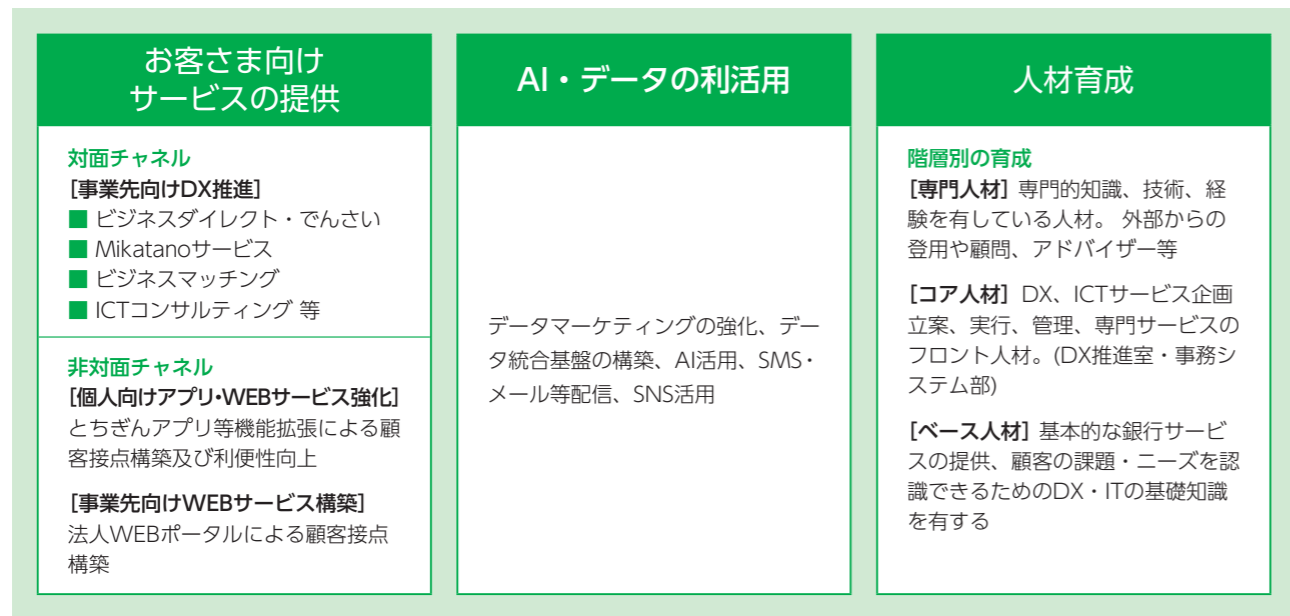 お客さま向け
サービスの提供
対面チャネル
[事業先向けDX推進]
■ ビジネスダイレクト・でんさい
■ Mikatanoサービス
■ ビジネスマッチング
■ ICTコンサルティング 等
非対面チャネル
[個人向けアプリ・WEBサービス強化]
とちぎんアプリ等機能拡張による顧
客接点構築及び利便性向上
[事業先向けWEBサービス構築]
法人WEBポータルによる顧客接点
構築
AI・データの利活用
データマーケティングの強化、デー
タ統合基盤の構築、AI活用、SMS・
メール等配信、SNS活用
人材育成
階層別の育成
[専門人材] 専門的知識、技術、経
験を有している人材。 外部からの
登用や顧問、アドバイザー等
[コア人材] DX、ICTサービス企画
立案、実行、管理、専門サービスの
フロント人材。(DX推進室・事務シ
ステム部)
[ベース人材] 基本的な銀行サービ
スの提供、顧客の課題・ニーズを認
識できるためのDX・ITの基礎知識
を有する